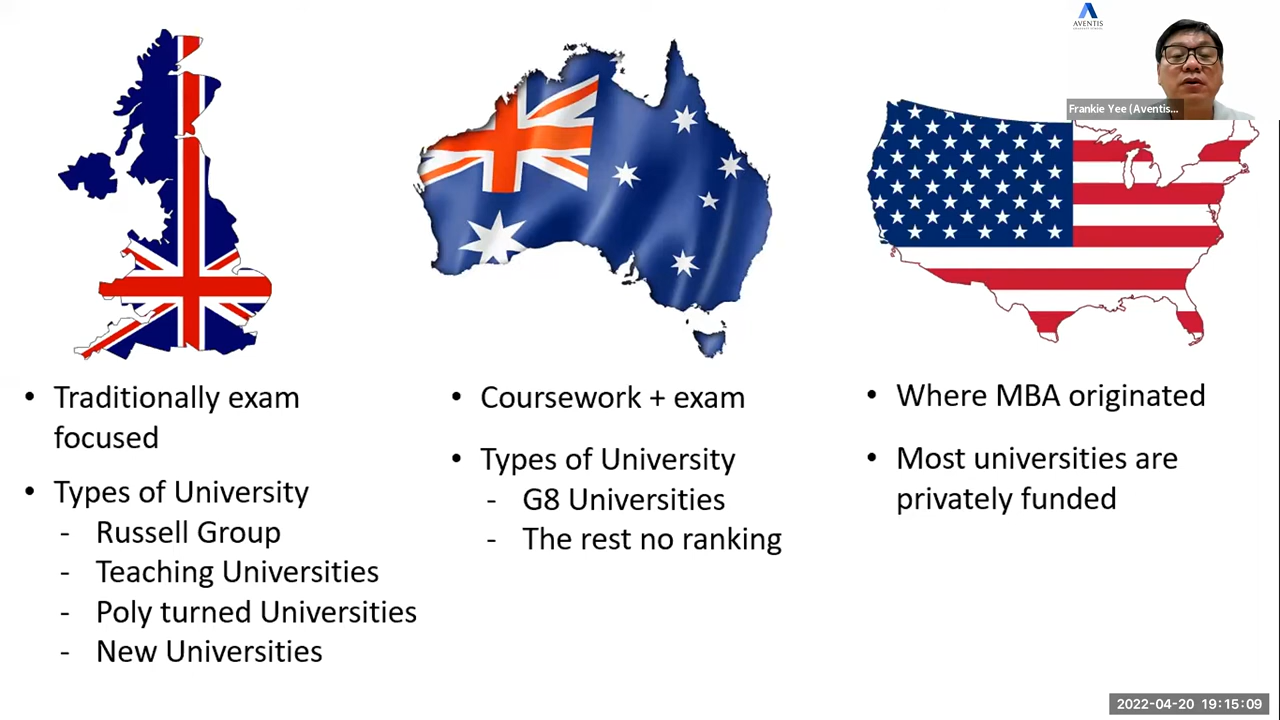 AVENTIS
Frankie Yee (Aventis...
• Traditionally exam
focused
• Types of University
- Russell Group
- Teaching Universities
- Poly turned Universities
- New Universities
• Coursework + exam
• Types of University
- G8 Universities
- The rest no ranking
• Where MBA originated
• Most universities are
privately funded
2022-04-20 19:15:09